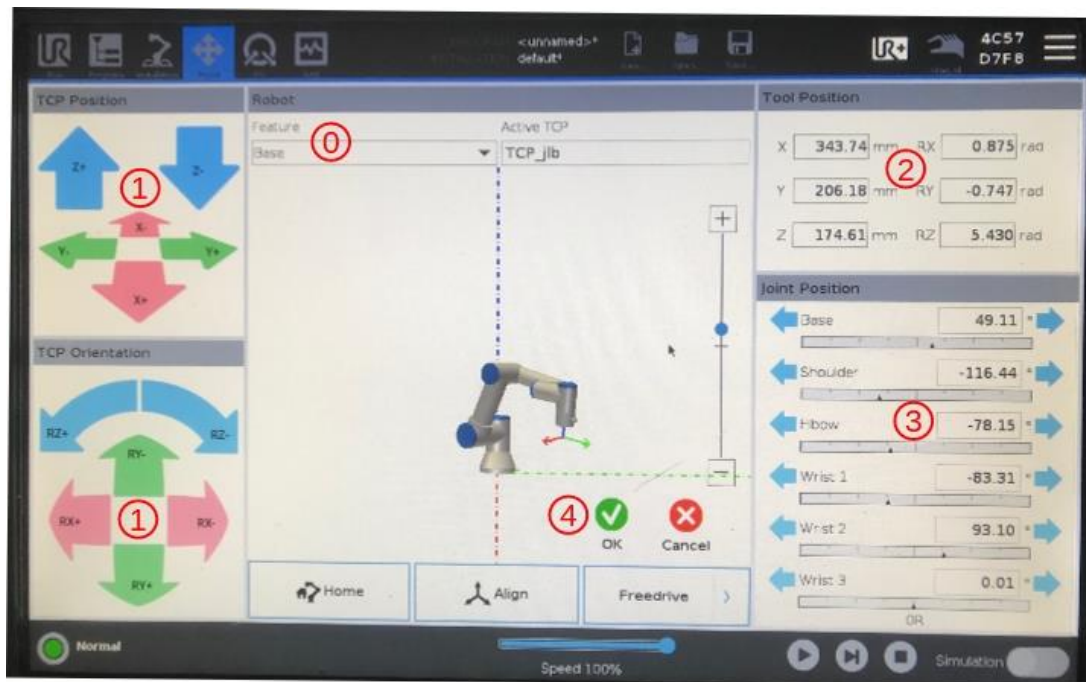 UR
<unnamed>*
default*
UR+
4C57
D7F8
TCP Position
Z+
Z-
1
X-
Y-
Y+
X+
TCP Orientation
RZ+
RZ-
RY-
RX+
1
RX-
RY+
Robot
Feature
0
Active TCP
Base
TCP_jlb
+
−
4
OK
Cancel
Home
Align
Freedrive
Tool Position
X 343.74 mm RX 0.875 rad
2
Y 206.18 mm RY -0.747 rad
Z 174.61 mm RZ 5.430 rad
Joint Position
Base 49.11 °
Shoulder -116.44 °
Elbow -78.15 °
3
Wrist 1 -83.31 °
Wrist 2 93.10 °
Wrist 3 0.01 °
Normal
Speed 100%
Simulation